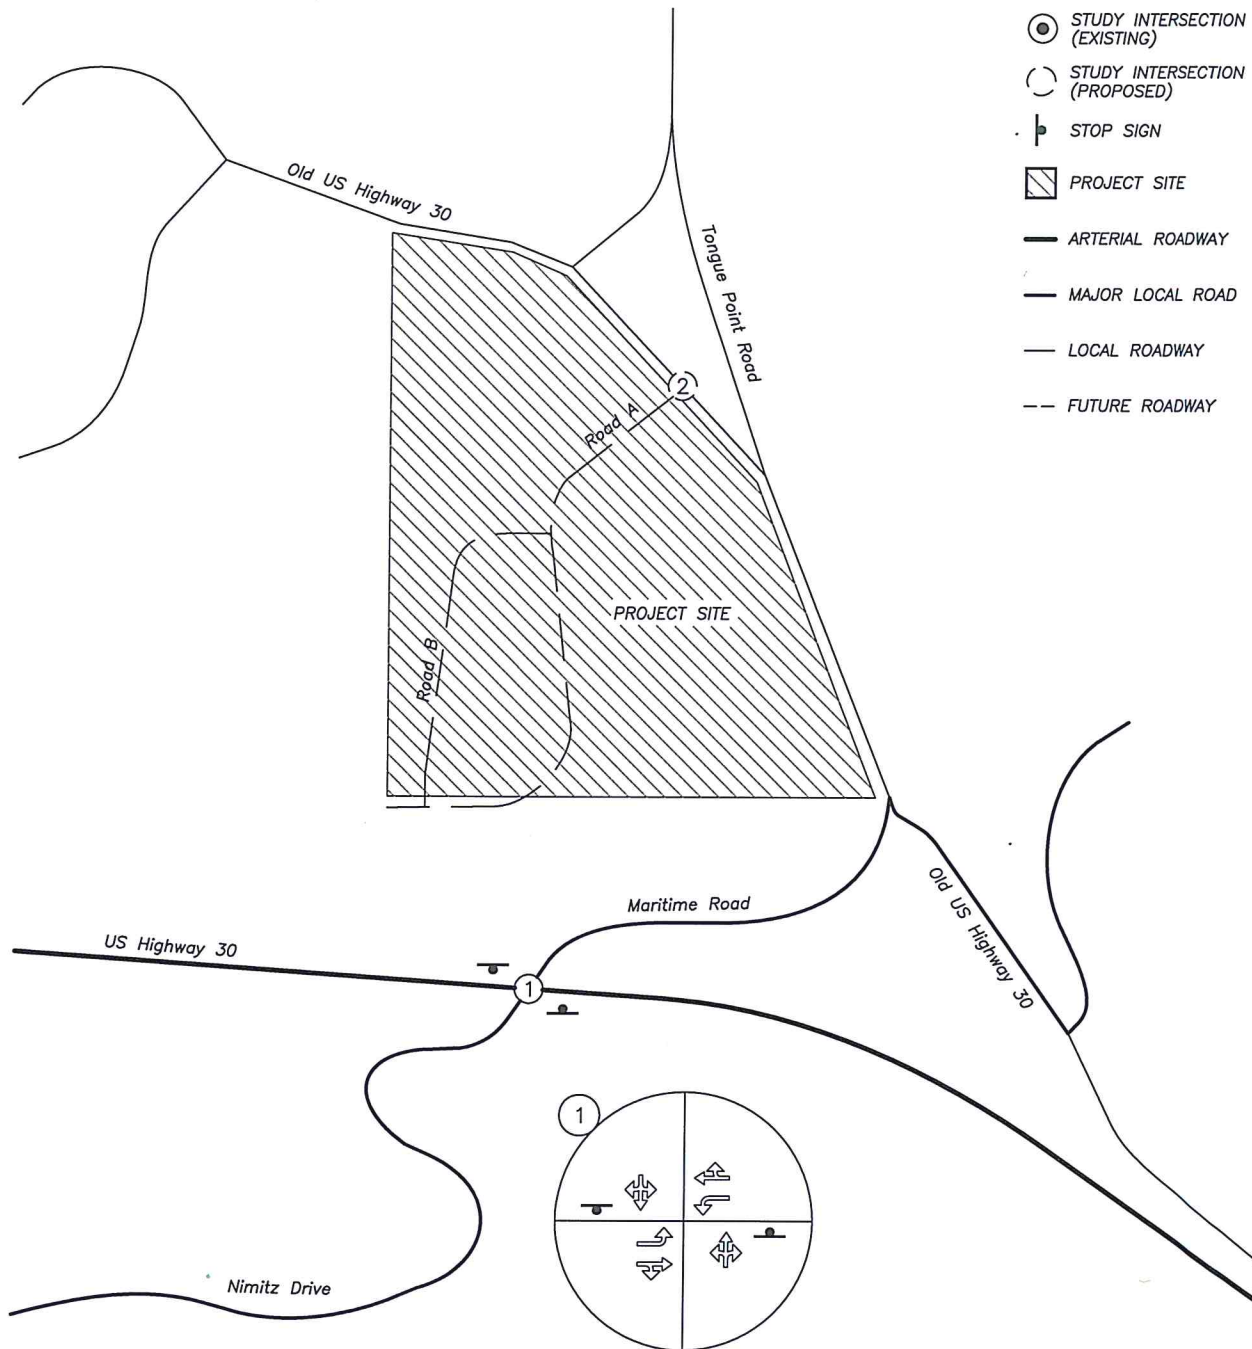 STUDY INTERSECTION
(EXISTING)
STUDY INTERSECTION
(PROPOSED)
STOP SIGN
PROJECT SITE
ARTERIAL ROADWAY
MAJOR LOCAL ROAD
LOCAL ROADWAY
FUTURE ROADWAY
Old US Highway 30
Tongue Point Road
2
Road A
PROJECT SITE
Road B
Old US Highway 30
Maritime Road
US Highway 30
1
1
Nimitz Drive